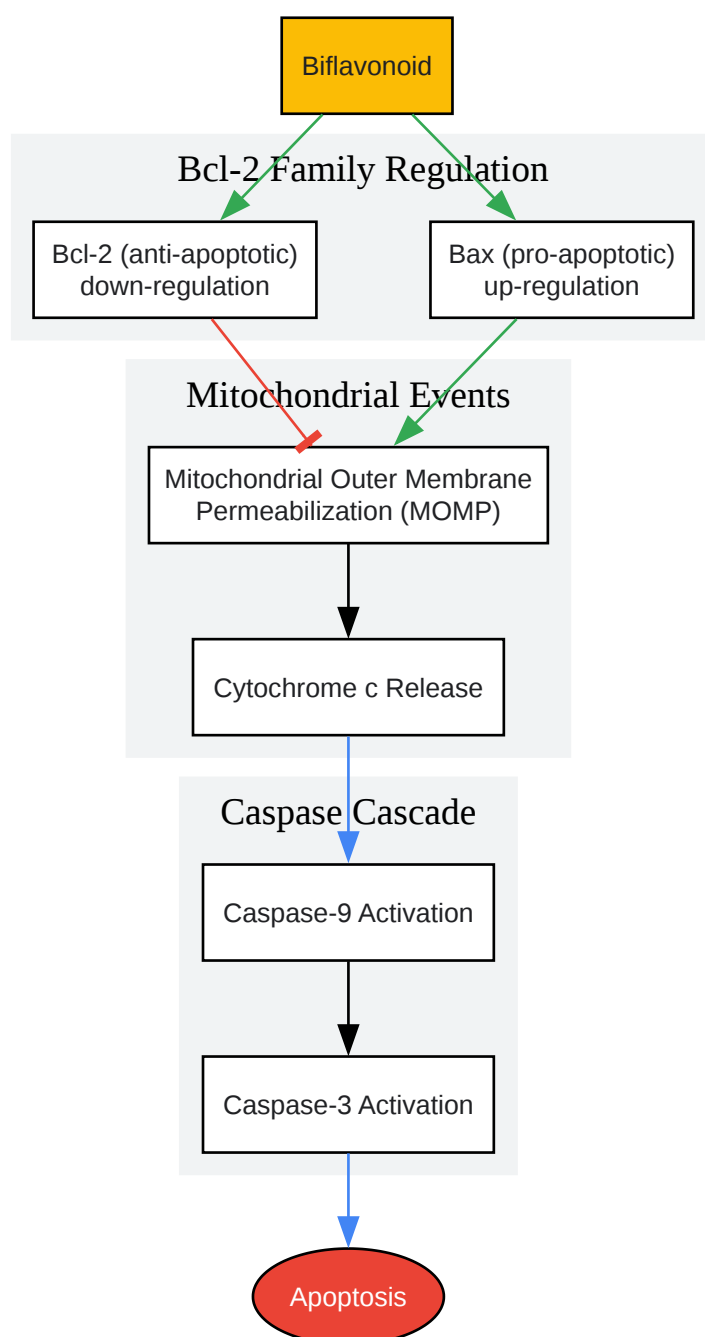 Biflavonoid
Bcl-2 Family Regulation
Bcl-2 (anti-apoptotic)
down-regulation
Bax (pro-apoptotic)
up-regulation
Mitochondrial Events
Mitochondrial Outer Membrane
Permeabilization (MOMP)
Cytochrome c Release
Caspase Cascade
Caspase-9 Activation
Caspase-3 Activation
Apoptosis